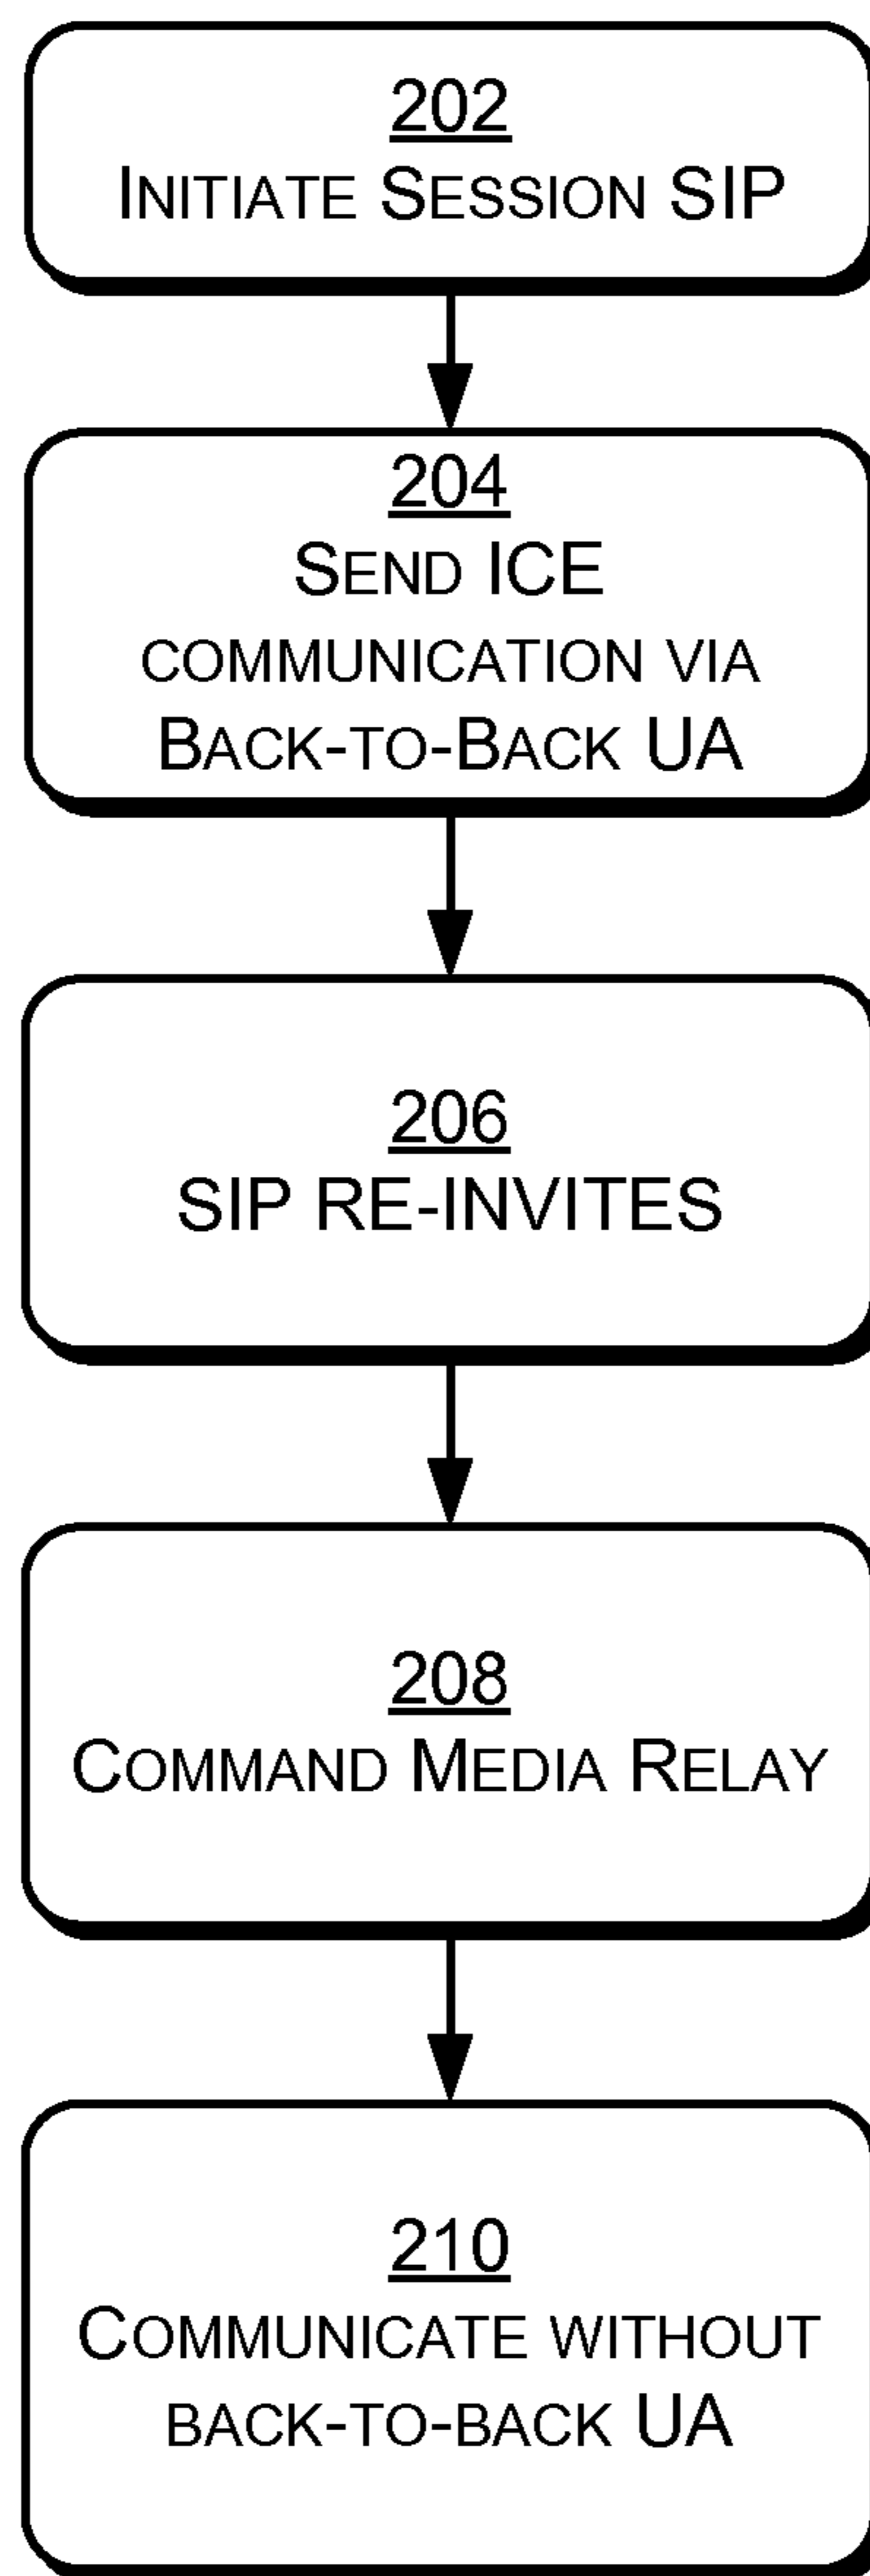 202
INITIATE SESSION SIP
204
SEND ICE
COMMUNICATION VIA
BACK-TO-BACK UA
206
SIP RE-INVITES
208
COMMAND MEDIA RELAY
210
COMMUNICATE WITHOUT
BACK-TO-BACK UA